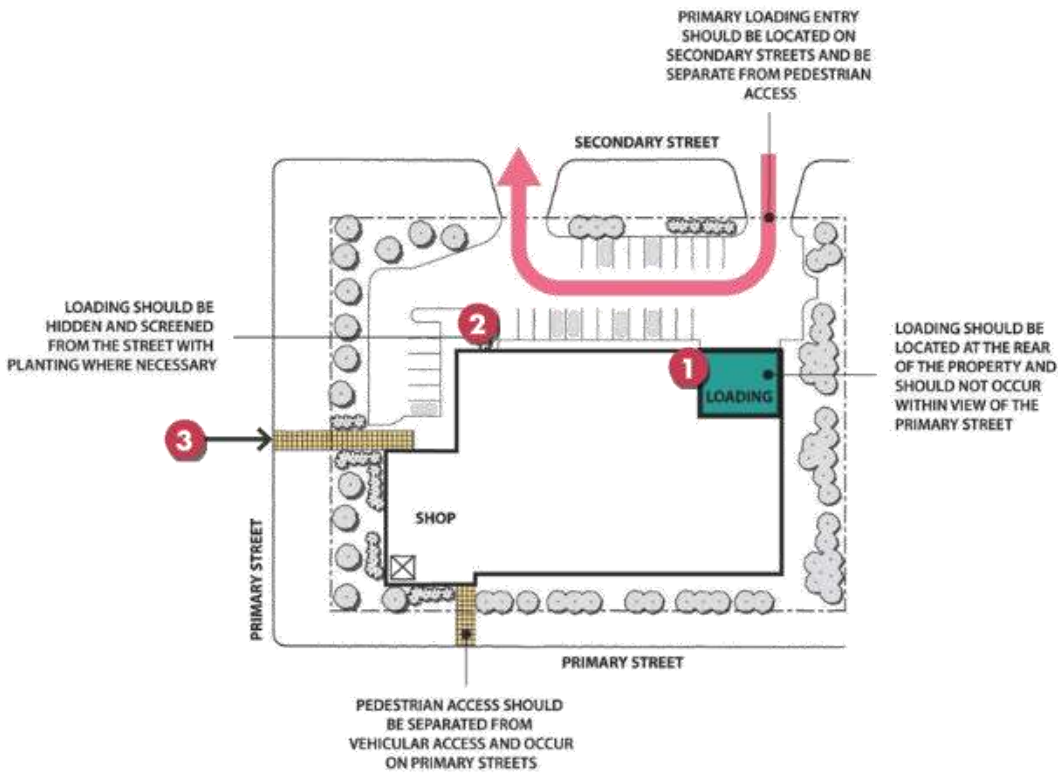 PRIMARY LOADING ENTRY
SHOULD BE LOCATED ON
SECONDARY STREETS AND BE
SEPARATE FROM PEDESTRIAN
ACCESS
SECONDARY STREET
LOADING SHOULD BE
HIDDEN AND SCREENED
FROM THE STREET WITH
PLANTING WHERE NECESSARY
2
1
LOADING
LOADING SHOULD BE
LOCATED AT THE REAR
OF THE PROPERTY AND
SHOULD NOT OCCUR
WITHIN VIEW OF THE
PRIMARY STREET
3
SHOP
PRIMARY STREET
PRIMARY STREET
PEDESTRIAN ACCESS SHOULD
BE SEPARATED FROM
VEHICULAR ACCESS AND OCCUR
ON PRIMARY STREETS